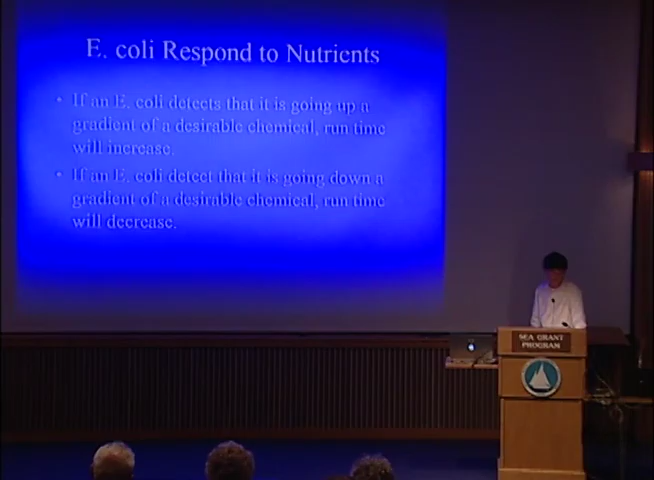 E. coli Respond to Nutrients
• If an E. coli detects that it is going up a
gradient of a desirable chemical, run time
will increase.
• If an E. coli detect that it is going down a
gradient of a desirable chemical, run time
will decrease.
SEA GRANT
PROGRAM